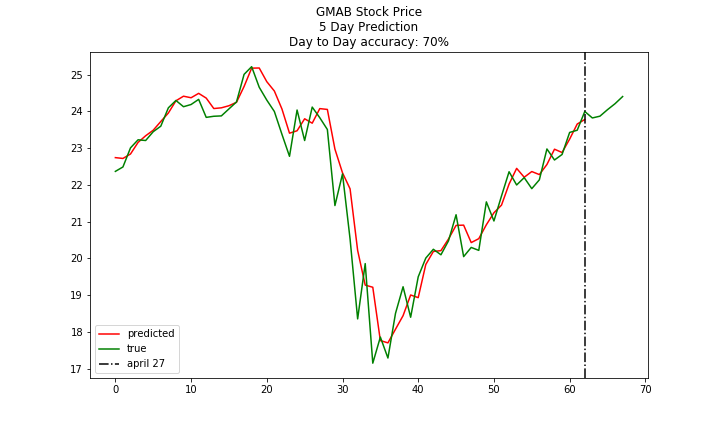 GMAB Stock Price
5 Day Prediction
Day to Day accuracy: 70%
25
24
23
22
21
20
19
18
17
predicted
true
april 27
0 10 20 30 40 50 60 70